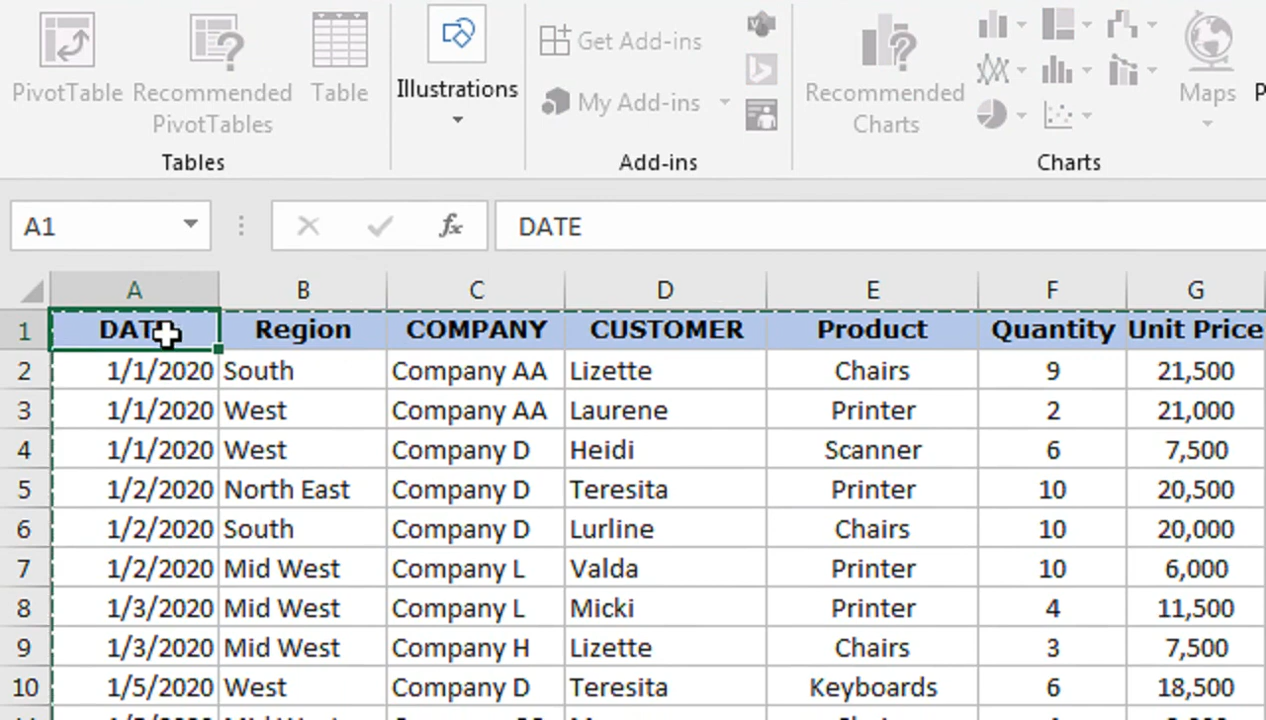 PivotTable Recommended PivotTables Table
Tables
Illustrations
Get Add-ins
My Add-ins
Add-ins
Recommended Charts
Maps
Charts
A1 fx DATE
A B C D E F G
1 Region COMPANY CUSTOMER Product Quantity Unit Price
2 1/1/2020 South Company AA Lizette Chairs 9 21,500
3 1/1/2020 West Company AA Laurene Printer 2 21,000
4 1/1/2020 West Company D Heidi Scanner 6 7,500
5 1/2/2020 North East Company D Teresita Printer 10 20,500
6 1/2/2020 South Company D Lurline Chairs 10 20,000
7 1/2/2020 Mid West Company L Valda Printer 10 6,000
8 1/3/2020 Mid West Company L Micki Printer 4 11,500
9 1/3/2020 Mid West Company H Lizette Chairs 3 7,500
10 1/5/2020 West Company D Teresita Keyboards 6 18,500